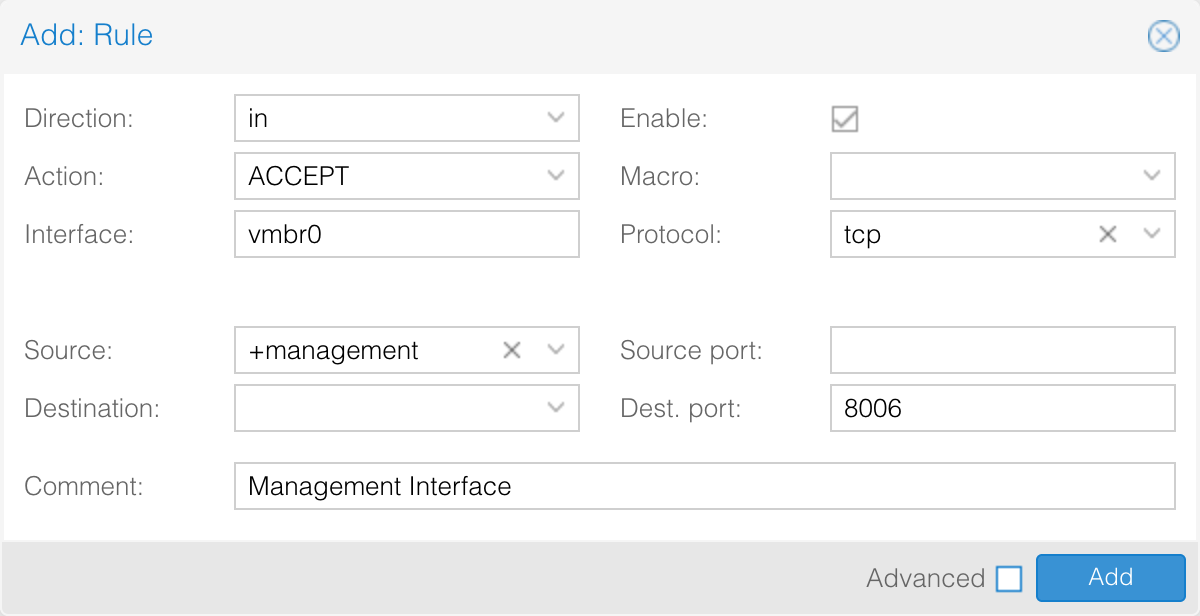 Add: Rule
Direction: in Enable:
Action: ACCEPT Macro:
Interface: vmbr0 Protocol: tcp
Source: +management Source port:
Destination: Dest. port: 8006
Comment: Management Interface
Advanced Add